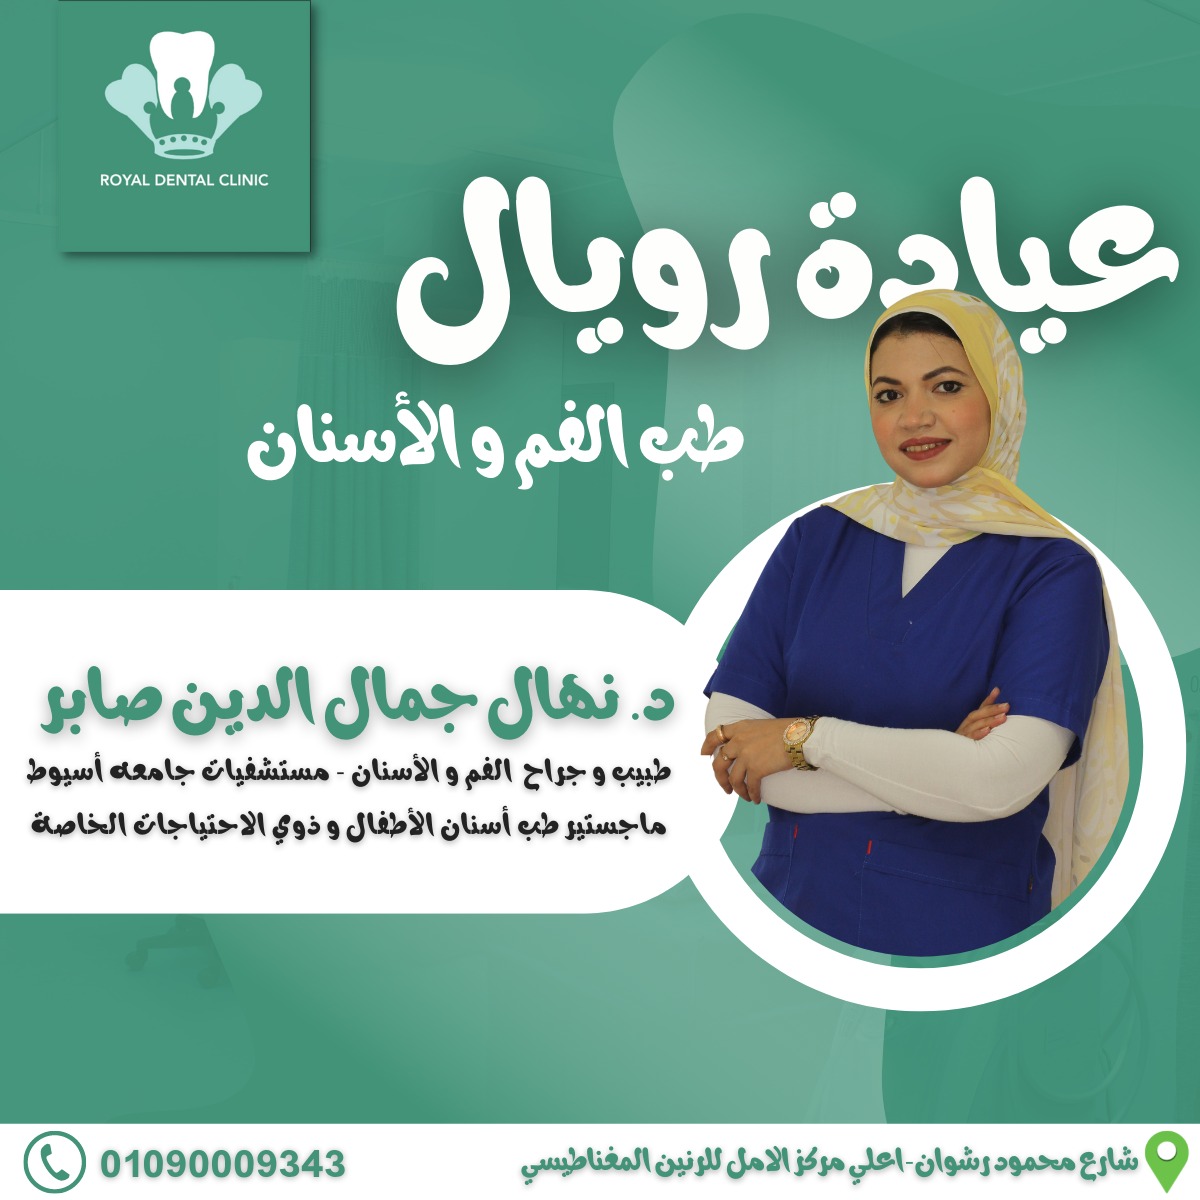 ROYAL DENTAL CLINIC
عيادة رويال
طب الفم و الأسنان
د. نهال جمال الدين صابر
طبيب و جراح الفم و الأسنان - مستشفيات جامعه أسيوط
ماجستير طب أسنان الأطفال و ذوي الاحتياجات الخاصة
شارع محمود رشوان-اعلي مركز الامل للرنين المغناطيسي
01090009343